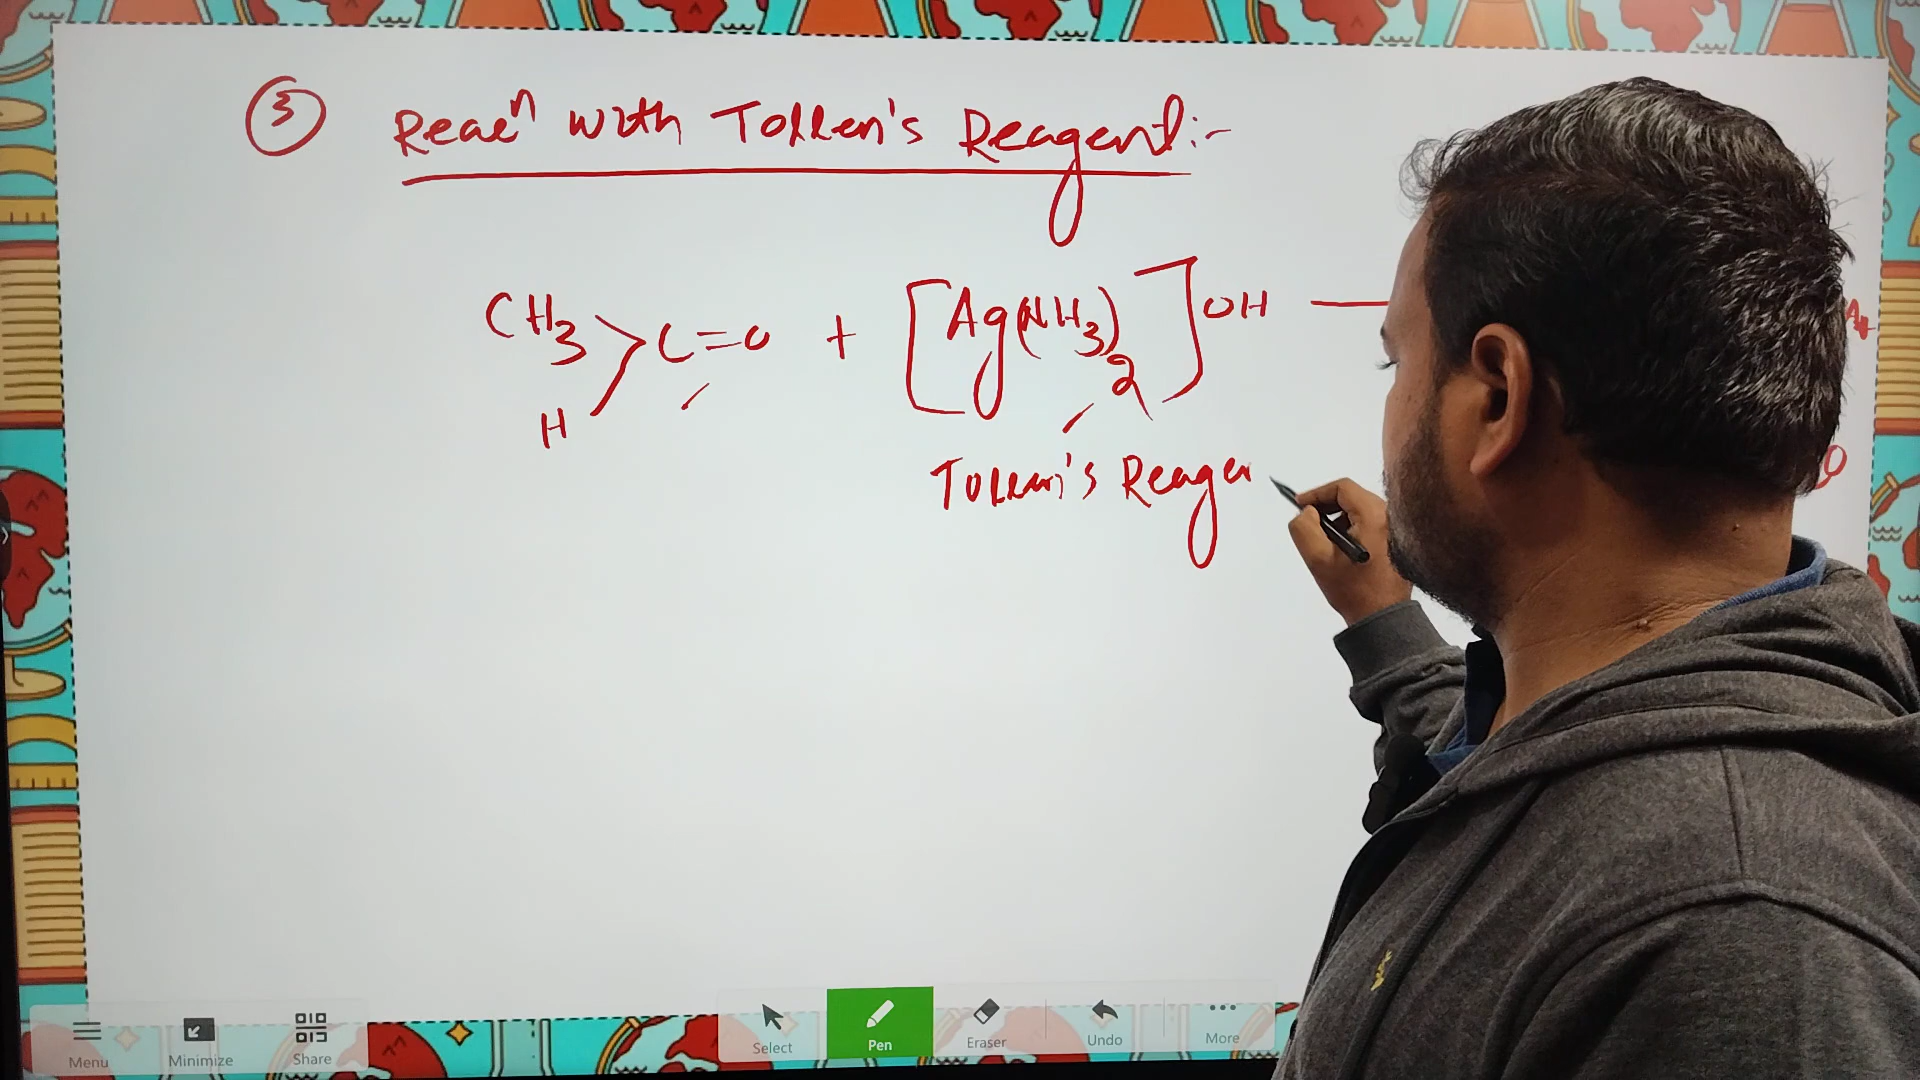 3 Reacⁿ with Tollen's Reagent:-
CH3 H >C=O + [Ag(NH3)2]OH —
Tollen's Reagen
Menu Minimize Share Select Pen Eraser Undo More